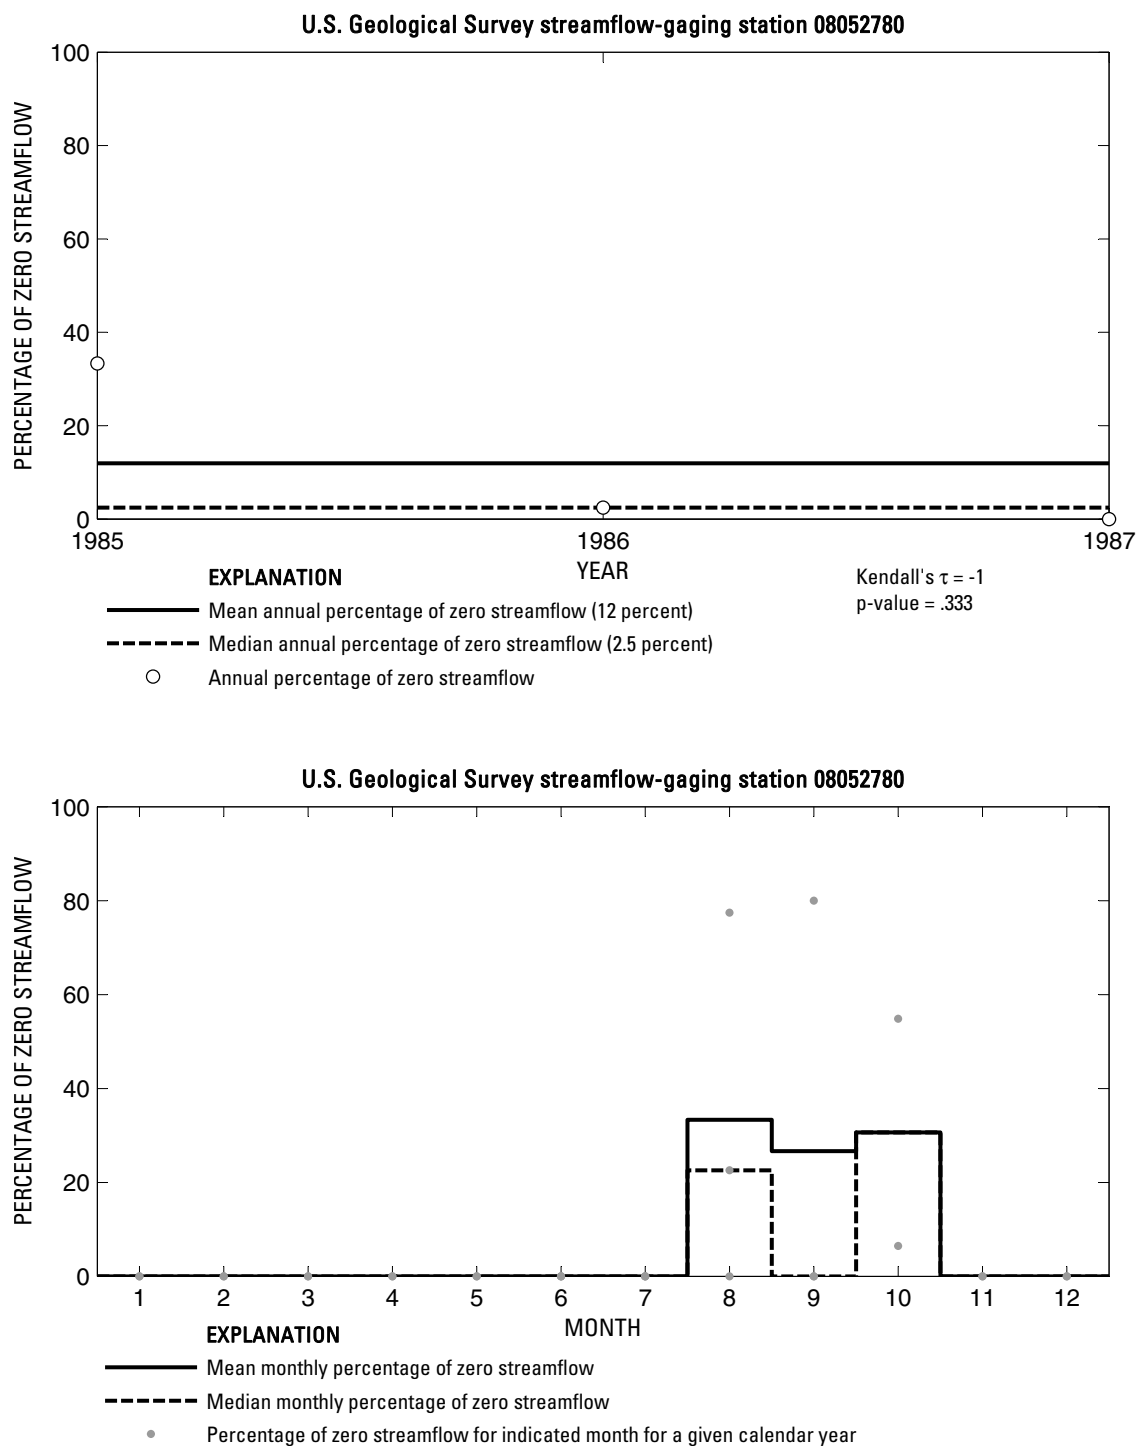 U.S. Geological Survey streamflow-gaging station 08052780
PERCENTAGE OF ZERO STREAMFLOW
100
80
60
40
20
0
1985 1986 1987
YEAR
EXPLANATION
Mean annual percentage of zero streamflow (12 percent)
Median annual percentage of zero streamflow (2.5 percent)
Annual percentage of zero streamflow
Kendall's τ = -1
p-value = .333
U.S. Geological Survey streamflow-gaging station 08052780
PERCENTAGE OF ZERO STREAMFLOW
100
80
60
40
20
0
1 2 3 4 5 6 7 8 9 10 11 12
MONTH
EXPLANATION
Mean monthly percentage of zero streamflow
Median monthly percentage of zero streamflow
Percentage of zero streamflow for indicated month for a given calendar year